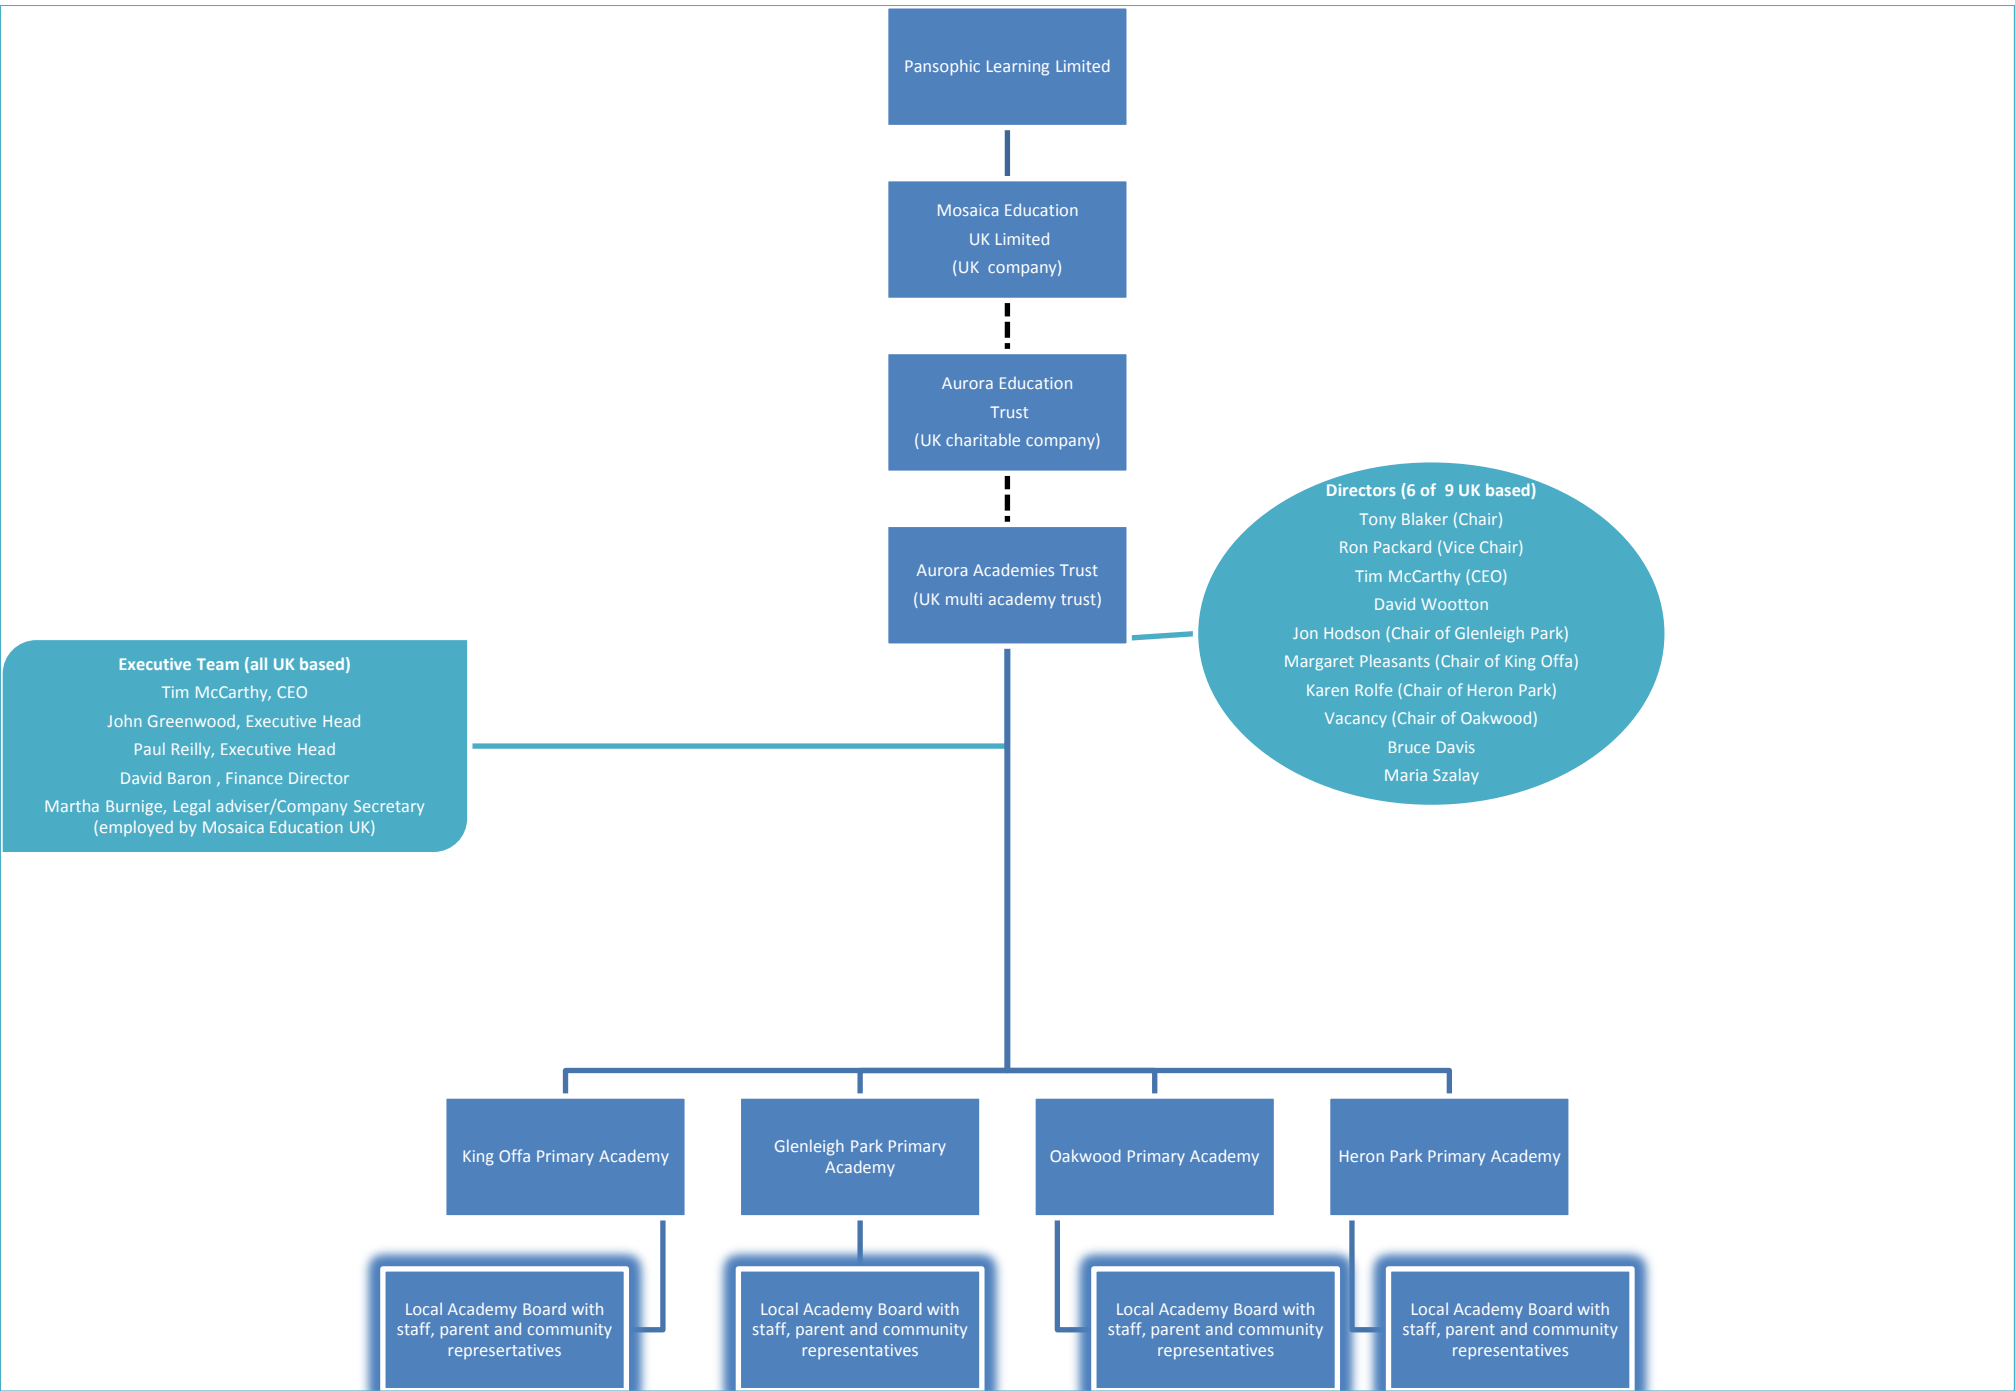 Pansophic Learning Limited
Mosaica Education
UK Limited
(UK  company)
Aurora Education
Trust
(UK charitable company)
Aurora Academies Trust
(UK multi academy trust)
Directors (6 of  9 UK based)
Tony Blaker (Chair)
Ron Packard (Vice Chair)
Tim McCarthy (CEO)
David Wootton
Jon Hodson (Chair of Glenleigh Park)
Margaret Pleasants (Chair of King Offa)
Karen Rolfe (Chair of Heron Park)
Vacancy (Chair of Oakwood)
Bruce Davis
Maria Szalay
Executive Team (all UK based)
Tim McCarthy, CEO
John Greenwood, Executive Head
Paul Reilly, Executive Head
David Baron , Finance Director
Martha Burnige, Legal adviser/Company Secretary
(employed by Mosaica Education UK)
King Offa Primary Academy
Glenleigh Park Primary
Academy
Oakwood Primary Academy
Heron Park Primary Academy
Local Academy Board with
staff, parent and community
represertatives
Local Academy Board with
staff, parent and community
representatives
Local Academy Board with
staff, parent and community
representatives
Local Academy Board with
staff, parent and community
representatives